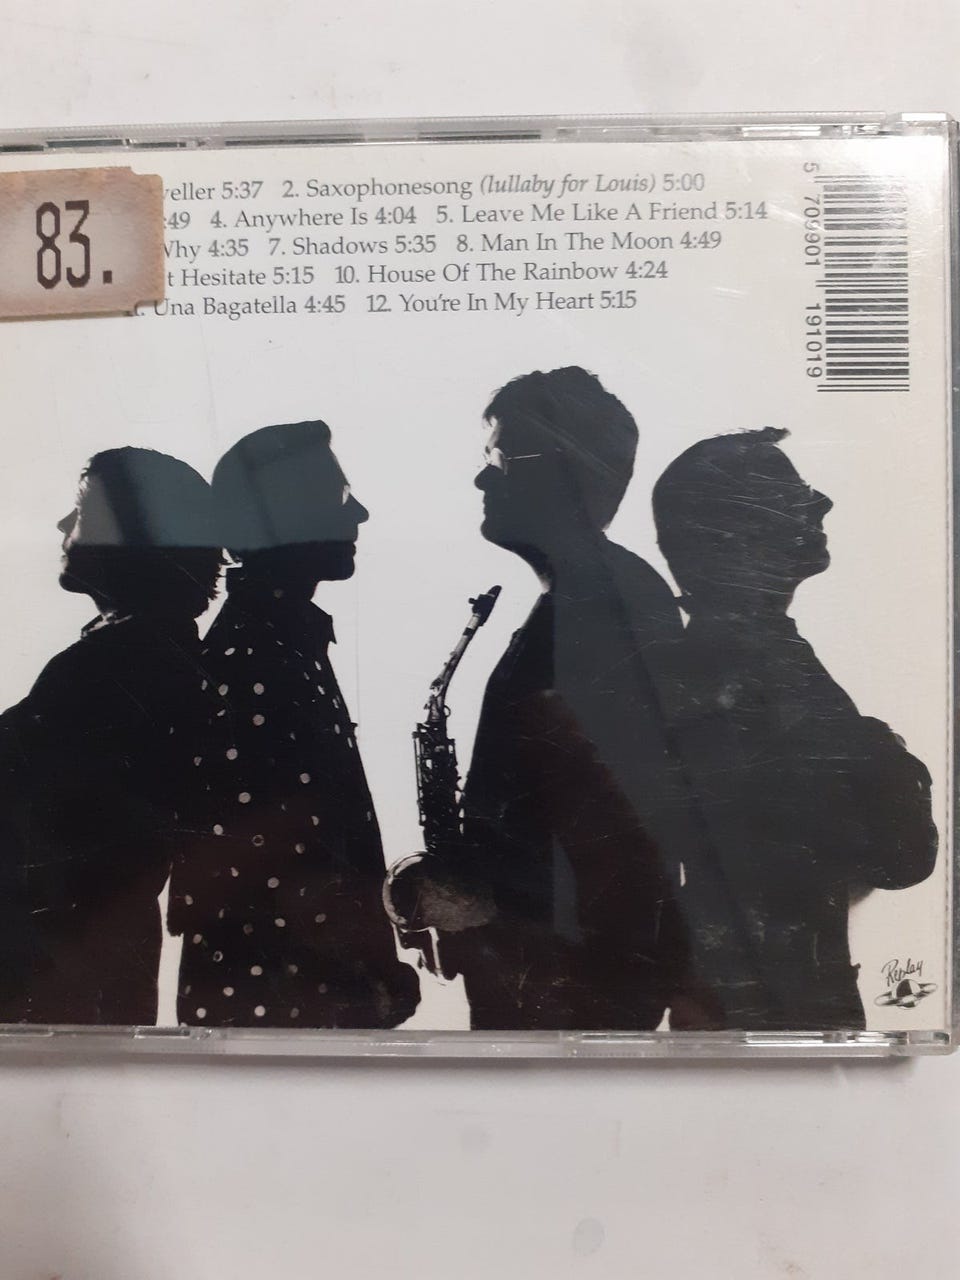 83.
veller 5:37 2. Saxophonesong (lullaby for Louis) 5:00
:49 4. Anywhere Is 4:04 5. Leave Me Like A Friend 5:14
Why 4:35 7. Shadows 5:35 8. Man In The Moon 4:49
t Hesitate 5:15 10. House Of The Rainbow 4:24
. Una Bagatella 4:45 12. You're In My Heart 5:15
5 709901 191019
Replay